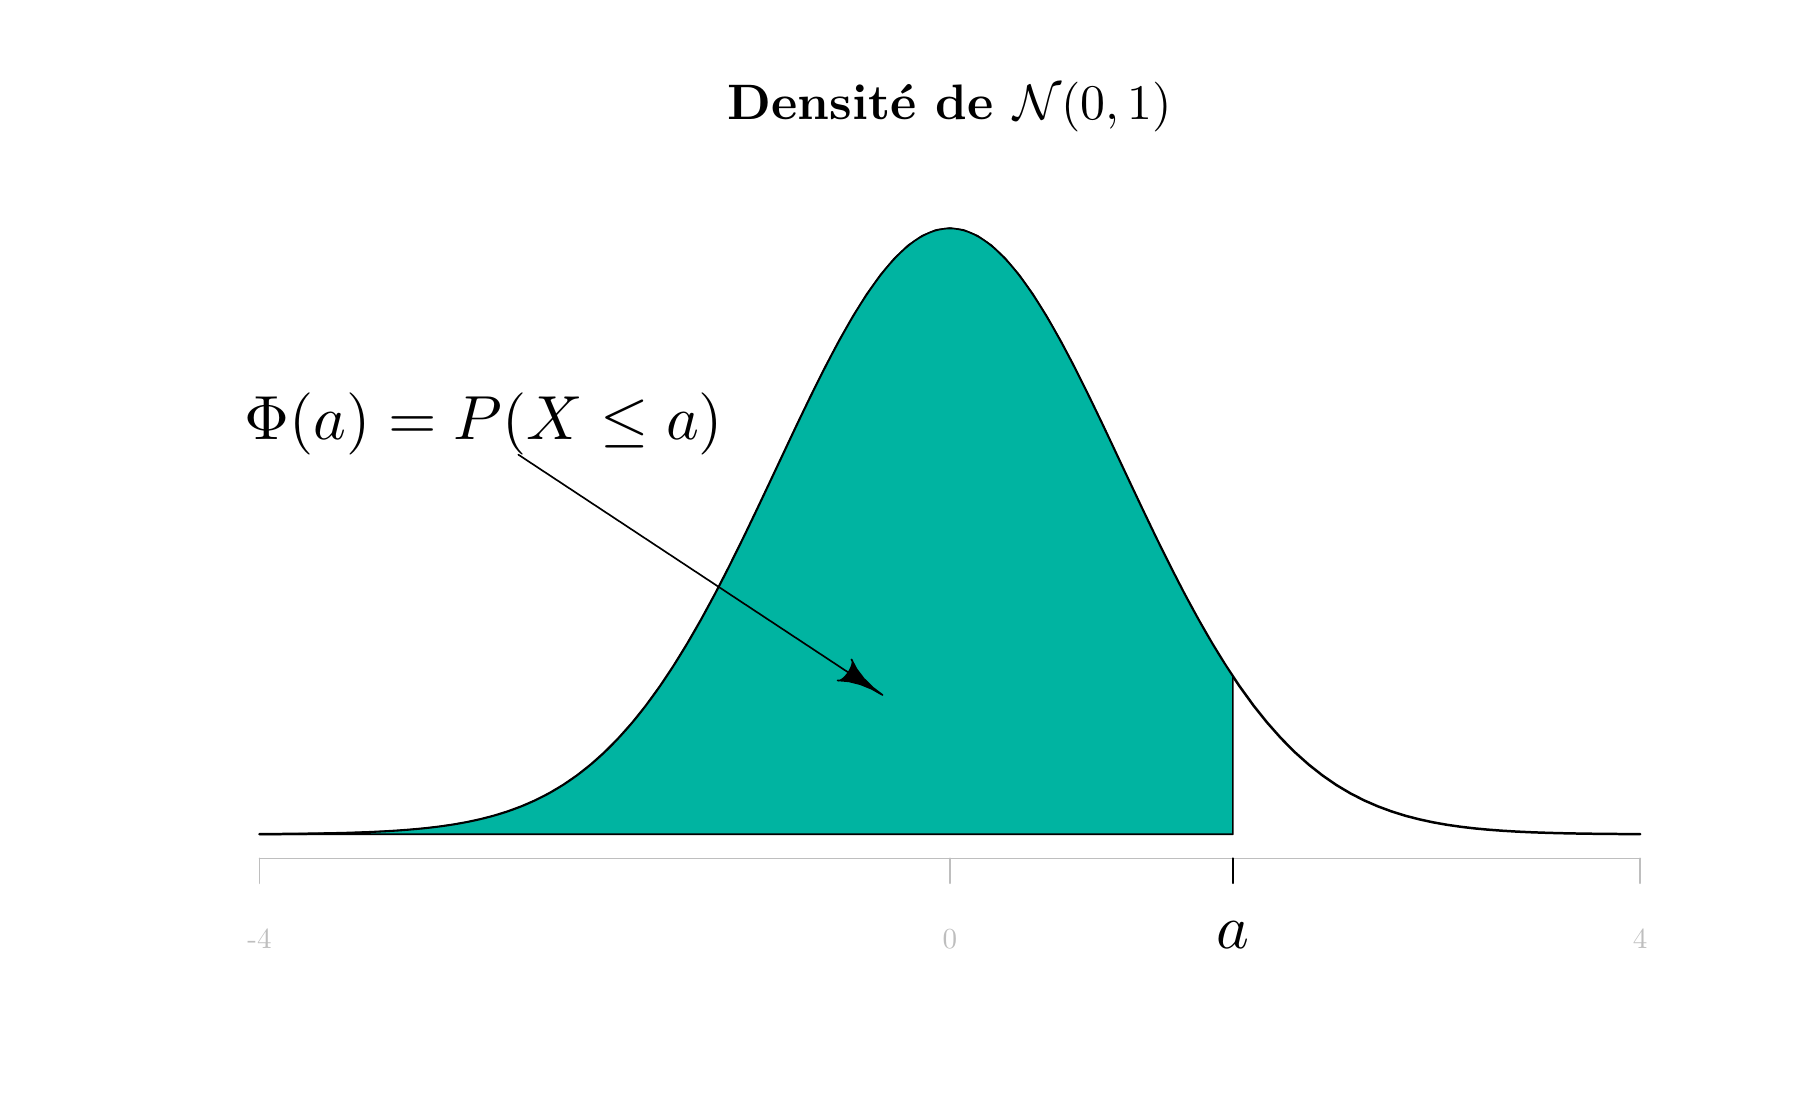 Densité de 𝒩(0, 1)
Φ(a) = P(X ≤ a)
-4 0 a 4